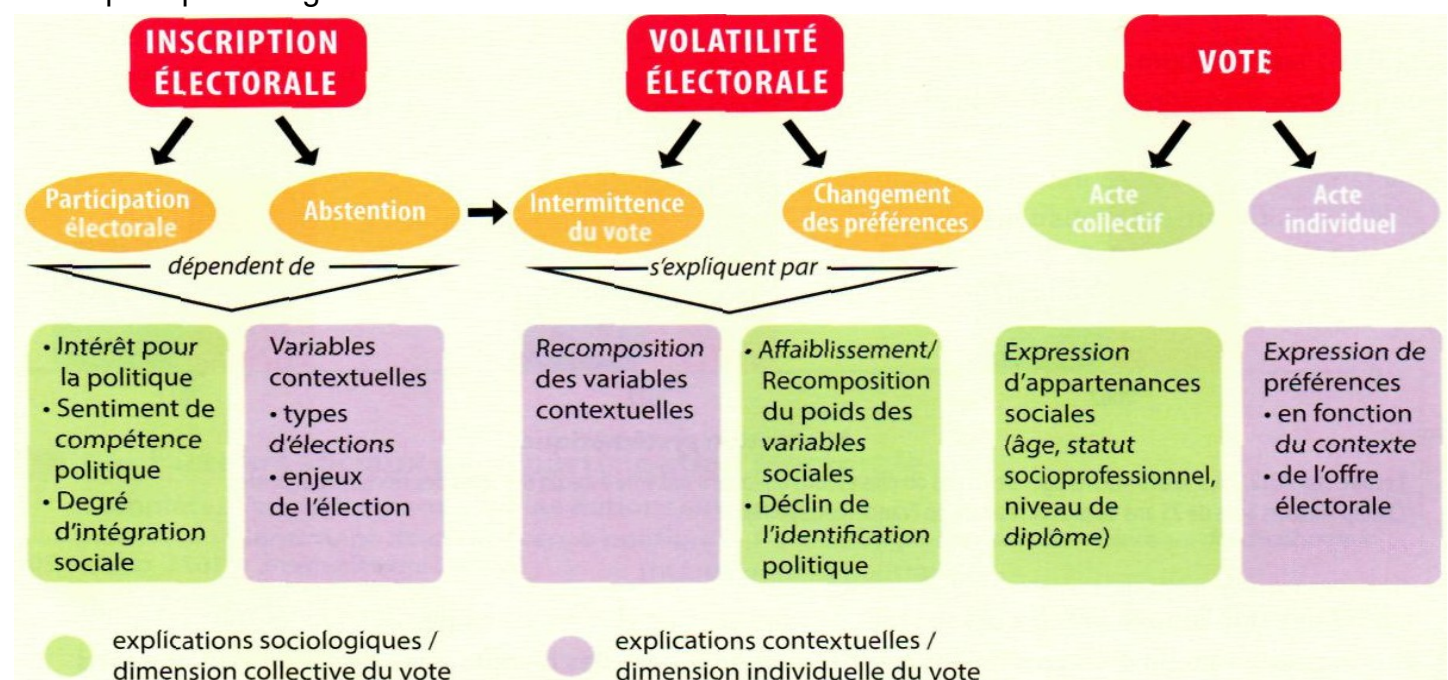 INSCRIPTION
ÉLECTORALE
VOLATILITÉ
ÉLECTORALE
VOTE
Participation
électorale
Abstention
Intermittence
du vote
Changement
des préférences
Acte
collectif
Acte
individuel
dépendent de
s'expliquent par
• Intérêt pour
la politique
• Sentiment de
compétence
politique
• Degré
d'intégration
sociale
Variables
contextuelles
• types
d'élections
• enjeux
de l'élection
Recomposition
des variables
contextuelles
• Affaiblissement/
Recomposition
du poids des
variables
sociales
• Déclin de
l'identification
politique
Expression
d'appartenances
sociales
(âge, statut
socioprofessionnel,
niveau de
diplôme)
Expression de
préférences
• en fonction
du contexte
• de l'offre
électorale
explications sociologiques /
dimension collective du vote
explications contextuelles /
dimension individuelle du vote